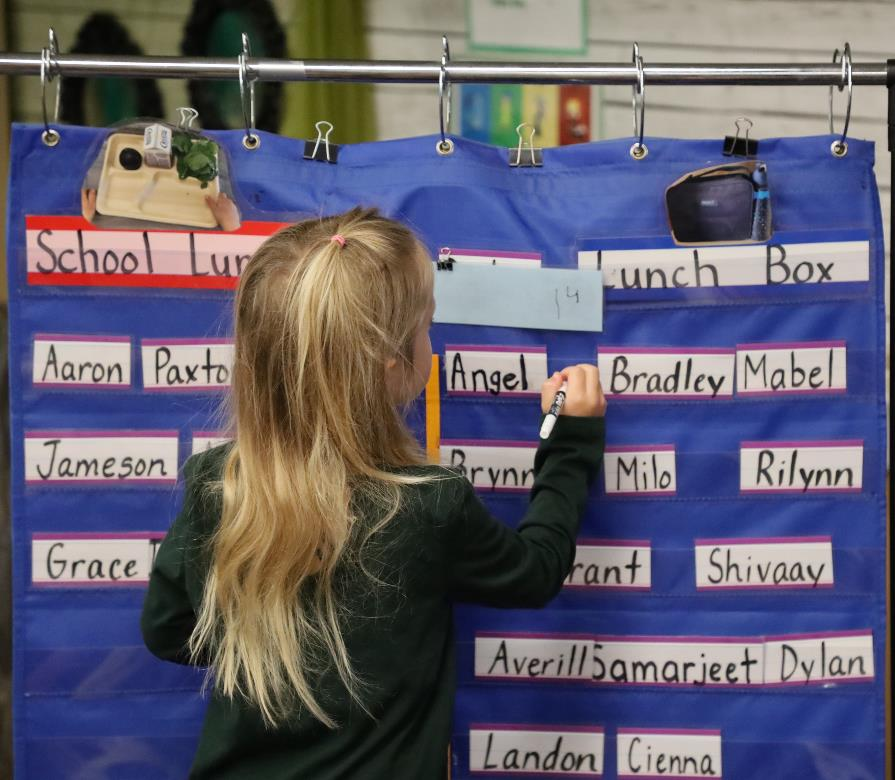 School Lun
Lunch Box
14
Aaron Paxto Angel Bradley Mabel
Jameson Brynn Milo Rilynn
Grace rant Shivaay
Averill Samarjeet Dylan
Landon Cienna